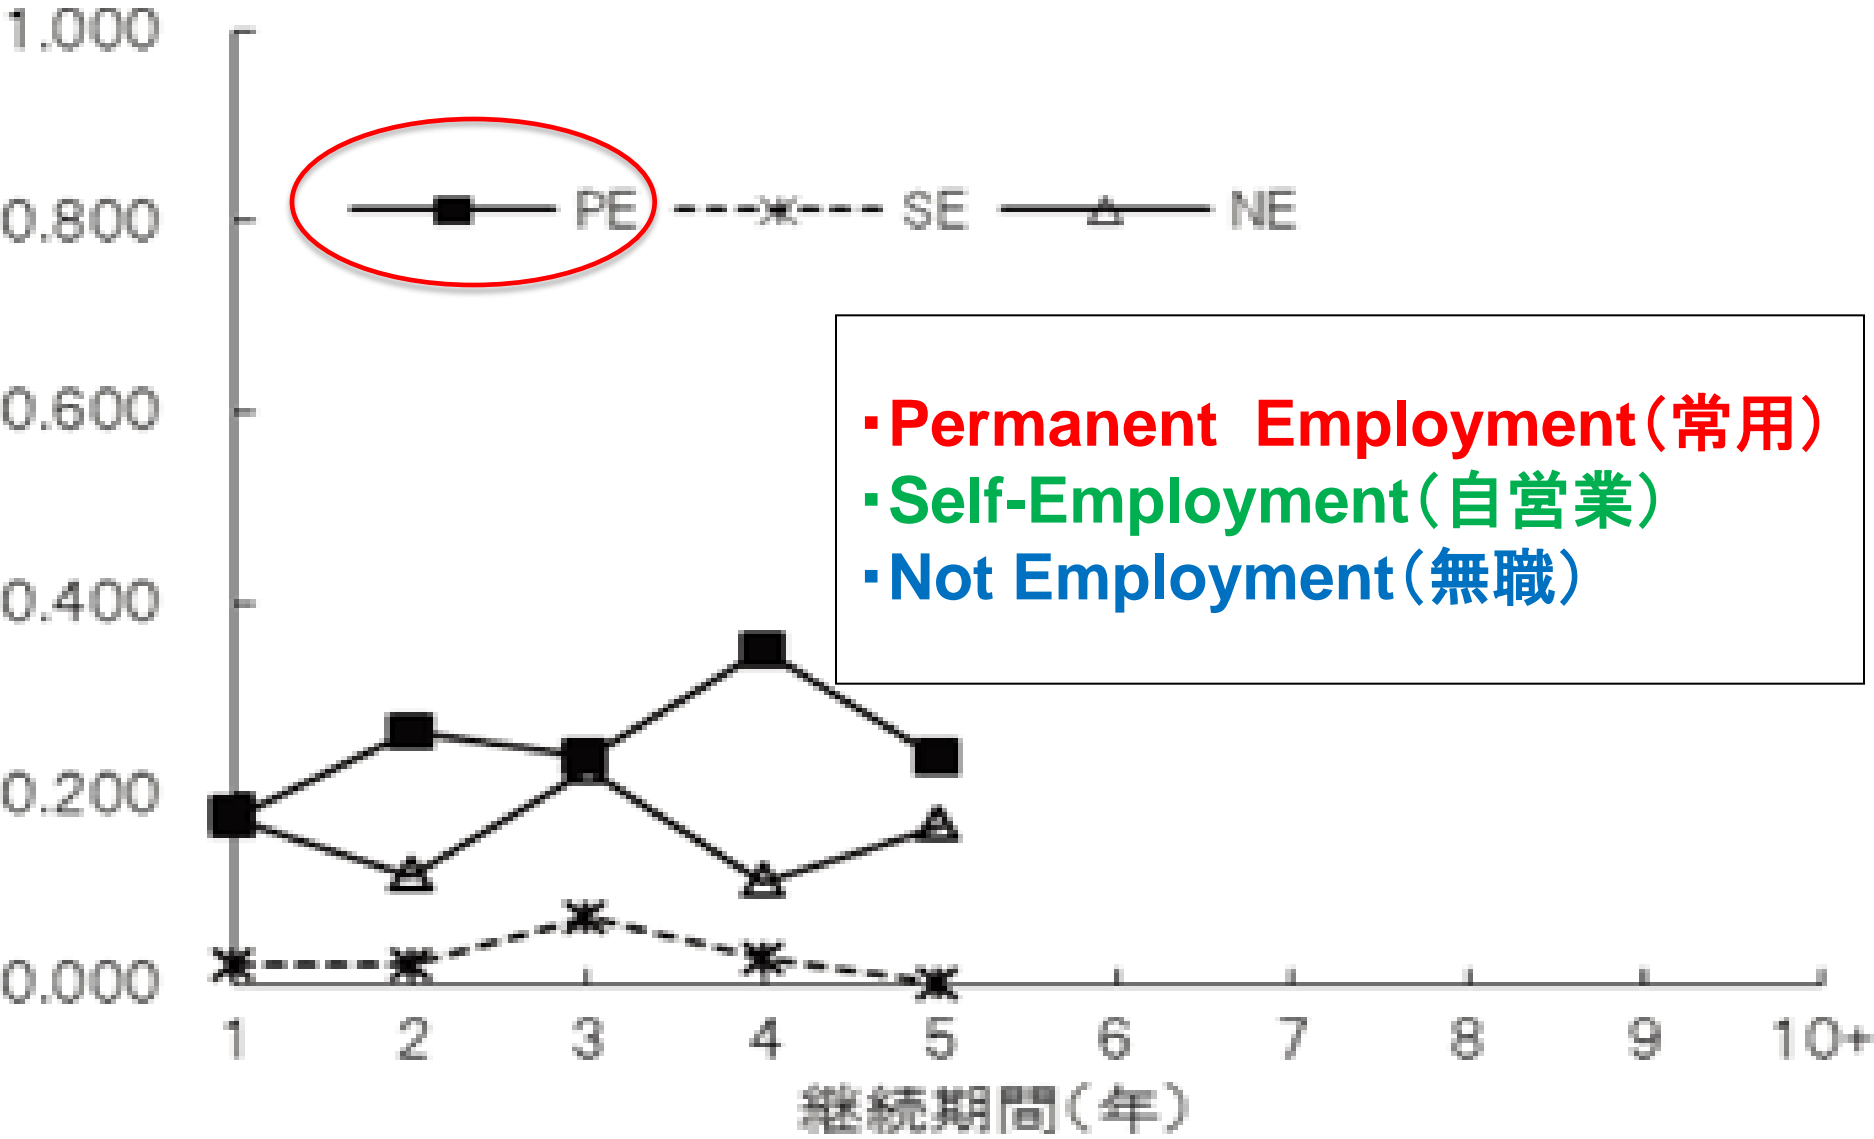 1.000
0.800
PE SE NE
0.600
・Permanent Employment（常用）
・Self-Employment（自営業）
・Not Employment（無職）
0.400
0.200
0.000
1 2 3 4 5 6 7 8 9 10+
継続期間（年）